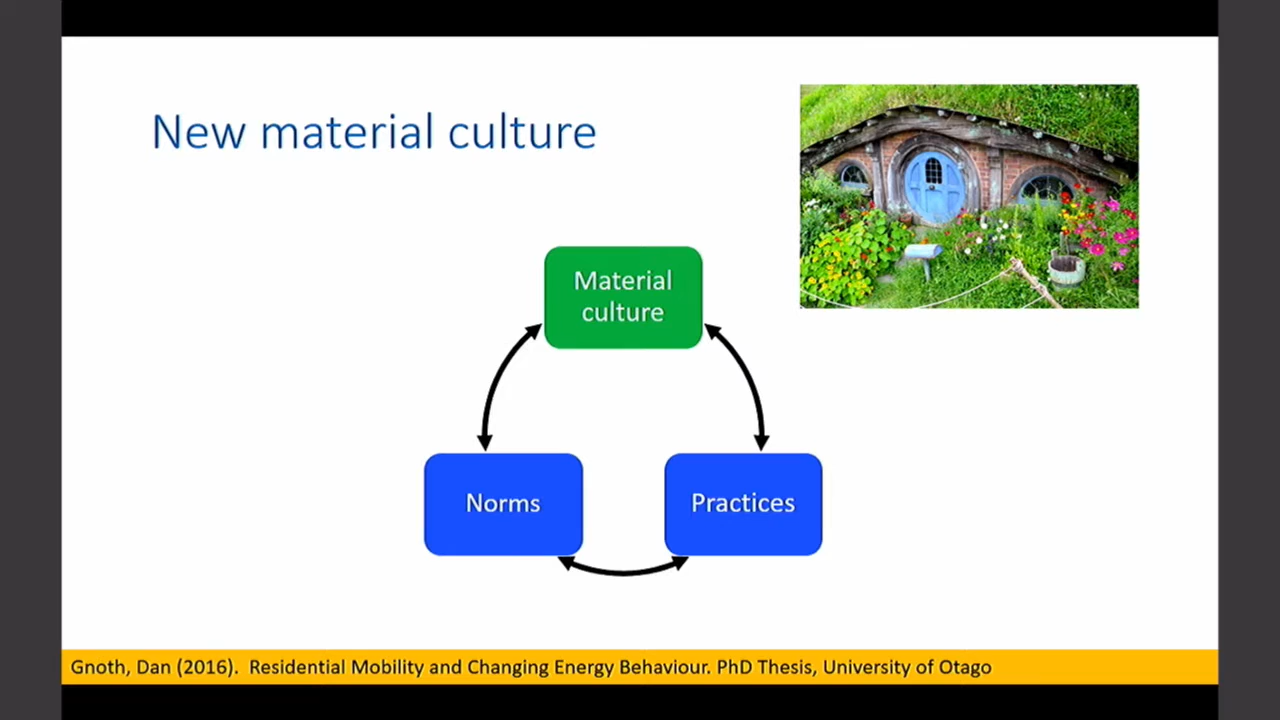 New material culture
Material
culture
Norms
Practices
Gnoth, Dan (2016).  Residential Mobility and Changing Energy Behaviour. PhD Thesis, University of Otago